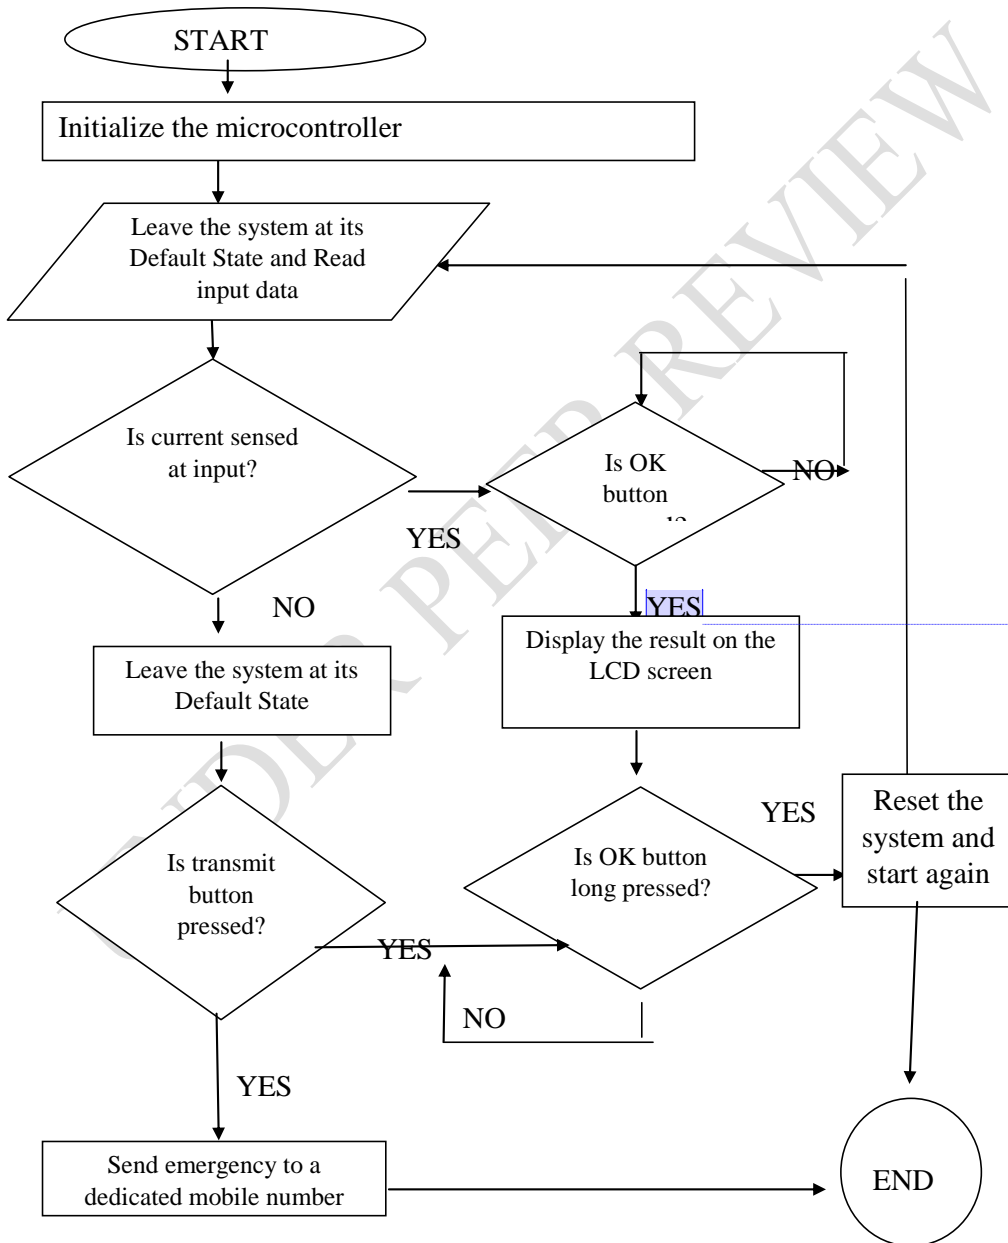 START
Initialize the microcontroller
Leave the system at its
Default State and Read
input data
Is current sensed
at input?
YES
NO
Is OK
button
NO
YES
Display the result on the
LCD screen
Leave the system at its
Default State
Is transmit
button
pressed?
YES
Is OK button
long pressed?
YES
NO
Reset the
system and
start again
YES
Send emergency to a
dedicated mobile number
END
UNDER PEER REVIEW